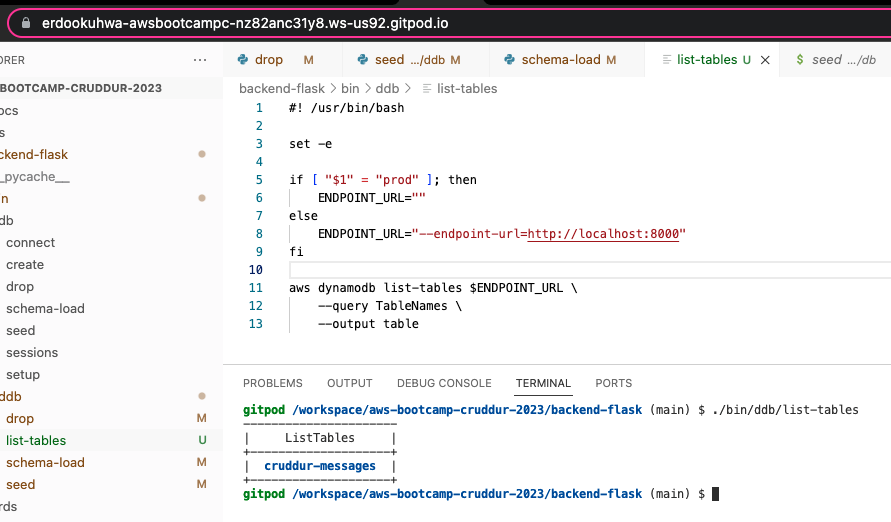 erdookuhwa-awsbootcampc-nz82anc31y8.ws-us92.gitpod.io
ORER ...
BOOTCAMP-CRUDDUR-2023
ocs
s
ckend-flask
_pycache__
n
db
connect
create
drop
schema-load
seed
sessions
setup
ddb
drop M
list-tables U
schema-load M
seed M
rds
drop M seed .../ddb M schema-load M list-tables U $ seed .../db
backend-flask > bin > ddb > list-tables
1 #! /usr/bin/bash
2
3 set -e
4
5 if [ "$1" = "prod" ]; then
6 ENDPOINT_URL=""
7 else
8 ENDPOINT_URL="--endpoint-url=http://localhost:8000"
9 fi
10
11 aws dynamodb list-tables $ENDPOINT_URL \
12 --query TableNames \
13 --output table
PROBLEMS OUTPUT DEBUG CONSOLE TERMINAL PORTS
gitpod /workspace/aws-bootcamp-cruddur-2023/backend-flask (main) $ ./bin/ddb/list-tables
----------------------
| ListTables |
+--------------------+
| cruddur-messages |
+--------------------+
gitpod /workspace/aws-bootcamp-cruddur-2023/backend-flask (main) $